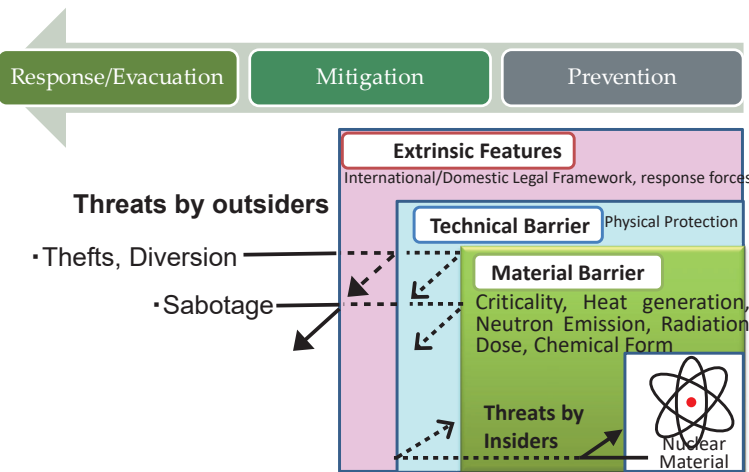 Response/Evacuation
Mitigation
Prevention
Extrinsic Features
International/Domestic Legal Framework, response forces
Threats by outsiders
Technical Barrier
Physical Protection
·Thefts, Diversion
Material Barrier
·Sabotage
Criticality, Heat generation,
Neutron Emission, Radiation
Dose, Chemical Form
Threats by
Insiders
Nuclear
Material